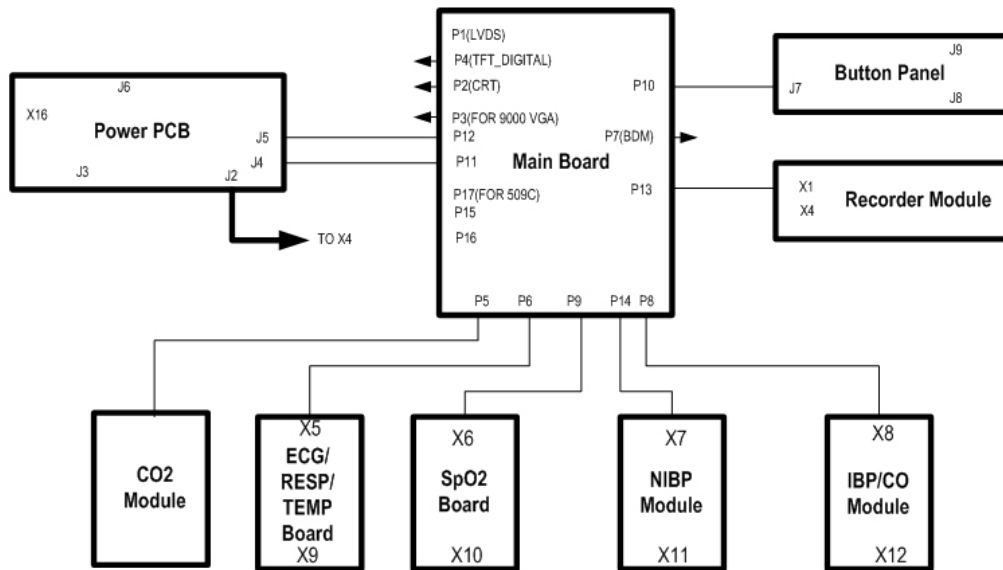 P1(LVDS)
P4(TFT_DIGITAL)
P2(CRT)
P3(FOR 9000 VGA)
P12
P11
P17(FOR 509C)
P15
P16
Main Board
P10
P7(BDM)
P13
P5 P6 P9 P14 P8
J6
X16
Power PCB
J5
J4
J3
J2
TO X4
J9
Button Panel
J7
J8
X1
Recorder Module
X4
CO2
Module
X5
ECG/
RESP/
TEMP
Board
X9
X6
SpO2
Board
X10
X7
NIBP
Module
X11
X8
IBP/CO
Module
X12